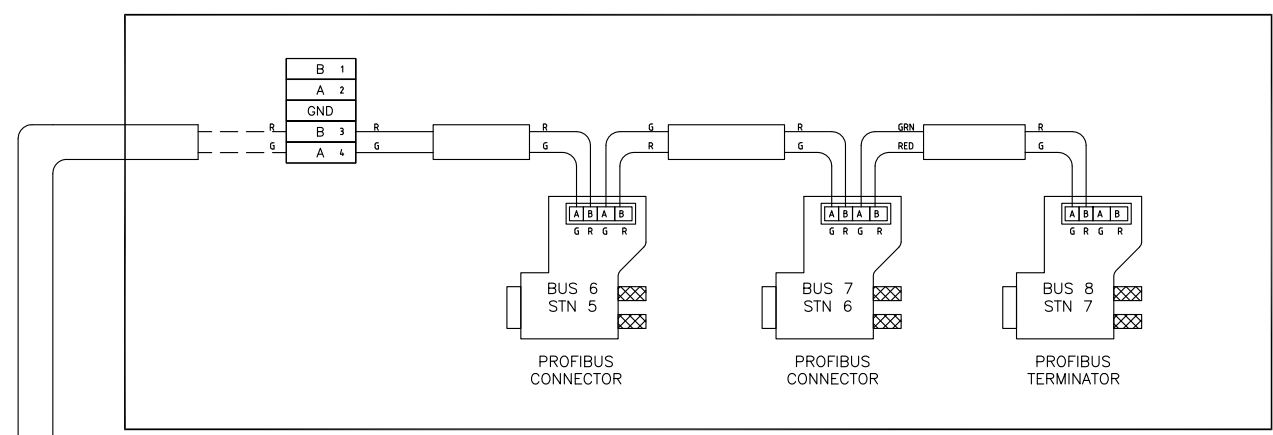 B 1
A 2
GND
R B 3 R
G A 4 G
R
G
G
R
R
G
GRN
RED
R
G
A B A B
G R G R
A B A B
G R G R
A B A B
G R G R
BUS 6
STN 5
BUS 7
STN 6
BUS 8
STN 7
PROFIBUS
CONNECTOR
PROFIBUS
CONNECTOR
PROFIBUS
TERMINATOR